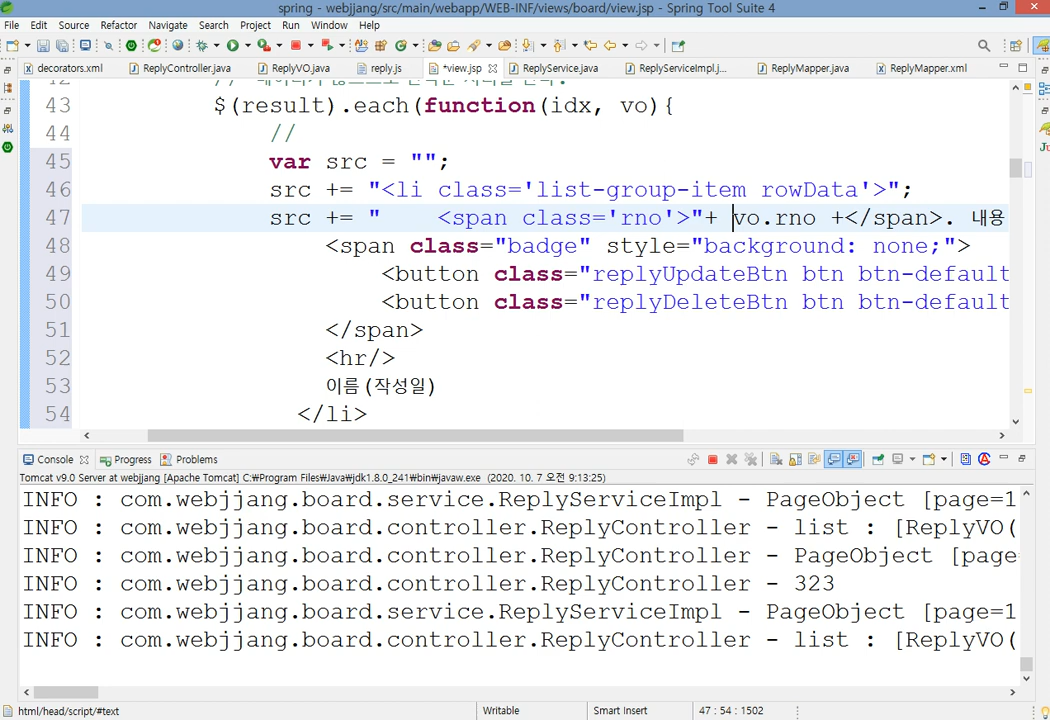 spring - webjjang/src/main/webapp/WEB-INF/views/board/view.jsp - Spring Tool Suite 4
File Edit Source Refactor Navigate Search Project Run Window Help
decorators.xml ReplyController.java ReplyVO.java reply.js *view.jsp ReplyService.java ReplyServiceImpl.j... ReplyMapper.java ReplyMapper.xml
43 $(result).each(function(idx, vo){
44 //
45 var src = "";
46 src += "<li class='list-group-item rowData'>";
47 src += "    <span class='rno'>"+ vo.rno +</span>. 내용
48 <span class="badge" style="background: none;">
49 <button class="replyUpdateBtn btn btn-default
50 <button class="replyDeleteBtn btn btn-default
51 </span>
52 <hr/>
53 이름(작성일)
54 </li>
Console Progress Problems
Tomcat v9.0 Server at webjjang [Apache Tomcat] C:₩Program Files₩Java₩jdk1.8.0_241₩bin₩javaw.exe (2020. 10. 7 오전 9:13:25)
INFO : com.webjjang.board.service.ReplyServiceImpl - PageObject [page=1
INFO : com.webjjang.board.controller.ReplyController - list : [ReplyVO(
INFO : com.webjjang.board.controller.ReplyController - PageObject [page
INFO : com.webjjang.board.controller.ReplyController - 323
INFO : com.webjjang.board.service.ReplyServiceImpl - PageObject [page=1
INFO : com.webjjang.board.controller.ReplyController - list : [ReplyVO(
html/head/script/#text Writable Smart Insert 47 : 54 : 1502